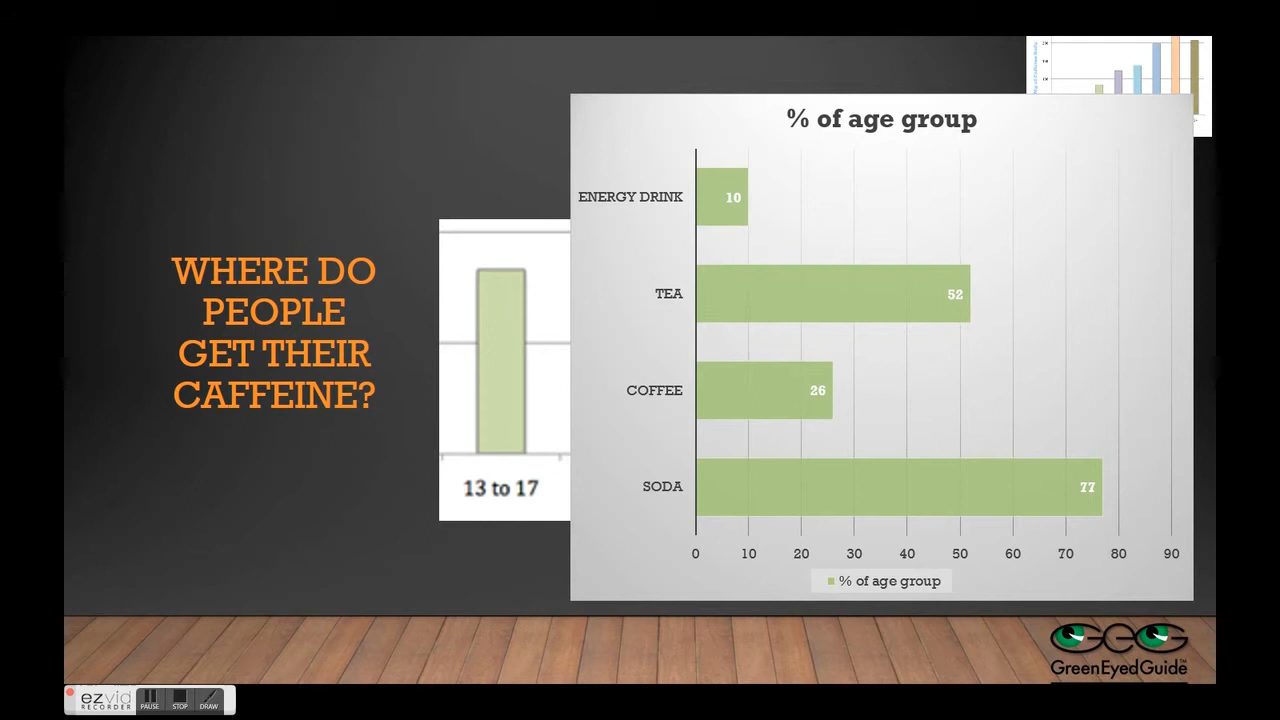 WHERE DO
PEOPLE
GET THEIR
CAFFEINE?
13 to 17
% of age group
ENERGY DRINK
10
TEA
52
COFFEE
26
SODA
77
0 10 20 30 40 50 60 70 80 90
% of age group
GEG
GreenEyedGuide™
ezvid
RECORDER
PAUSE
STOP
DRAW